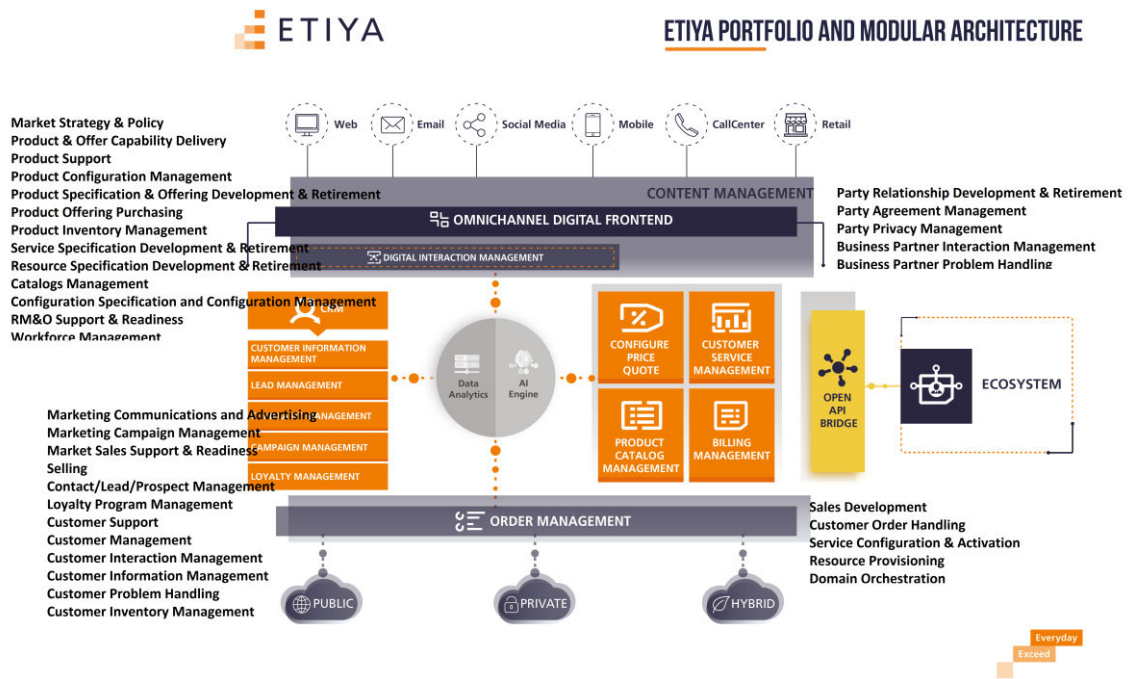 ETIYA
ETIYA PORTFOLIO AND MODULAR ARCHITECTURE
Web
Email
Social Media
Mobile
CallCenter
Retail
Market Strategy & Policy
Product & Offer Capability Delivery
Product Support
Product Configuration Management
Product Specification & Offering Development & Retirement
Product Offering Purchasing
Product Inventory Management
Service Specification Development & Retirement
Resource Specification Development & Retirement
Catalogs Management
Configuration Specification and Configuration Management
RM&O Support & Readiness
Workforce Management
CONTENT MANAGEMENT
OMNICHANNEL DIGITAL FRONTEND
DIGITAL INTERACTION MANAGEMENT
Party Relationship Development & Retirement
Party Agreement Management
Party Privacy Management
Business Partner Interaction Management
Business Partner Problem Handling
CRM
CUSTOMER INFORMATION
MANAGEMENT
LEAD MANAGEMENT
MANAGEMENT
CAMPAIGN MANAGEMENT
LOYALTY MANAGEMENT
Data
Analytics
AI
Engine
CONFIGURE
PRICE
QUOTE
CUSTOMER
SERVICE
MANAGEMENT
PRODUCT
CATALOG
MANAGEMENT
BILLING
MANAGEMENT
OPEN
API
BRIDGE
ECOSYSTEM
Marketing Communications and Advertising
Marketing Campaign Management
Market Sales Support & Readiness
Selling
Contact/Lead/Prospect Management
Loyalty Program Management
Customer Support
Customer Management
Customer Interaction Management
Customer Information Management
Customer Problem Handling
Customer Inventory Management
ORDER MANAGEMENT
Sales Development
Customer Order Handling
Service Configuration & Activation
Resource Provisioning
Domain Orchestration
PUBLIC
PRIVATE
HYBRID
Everyday
Exceed